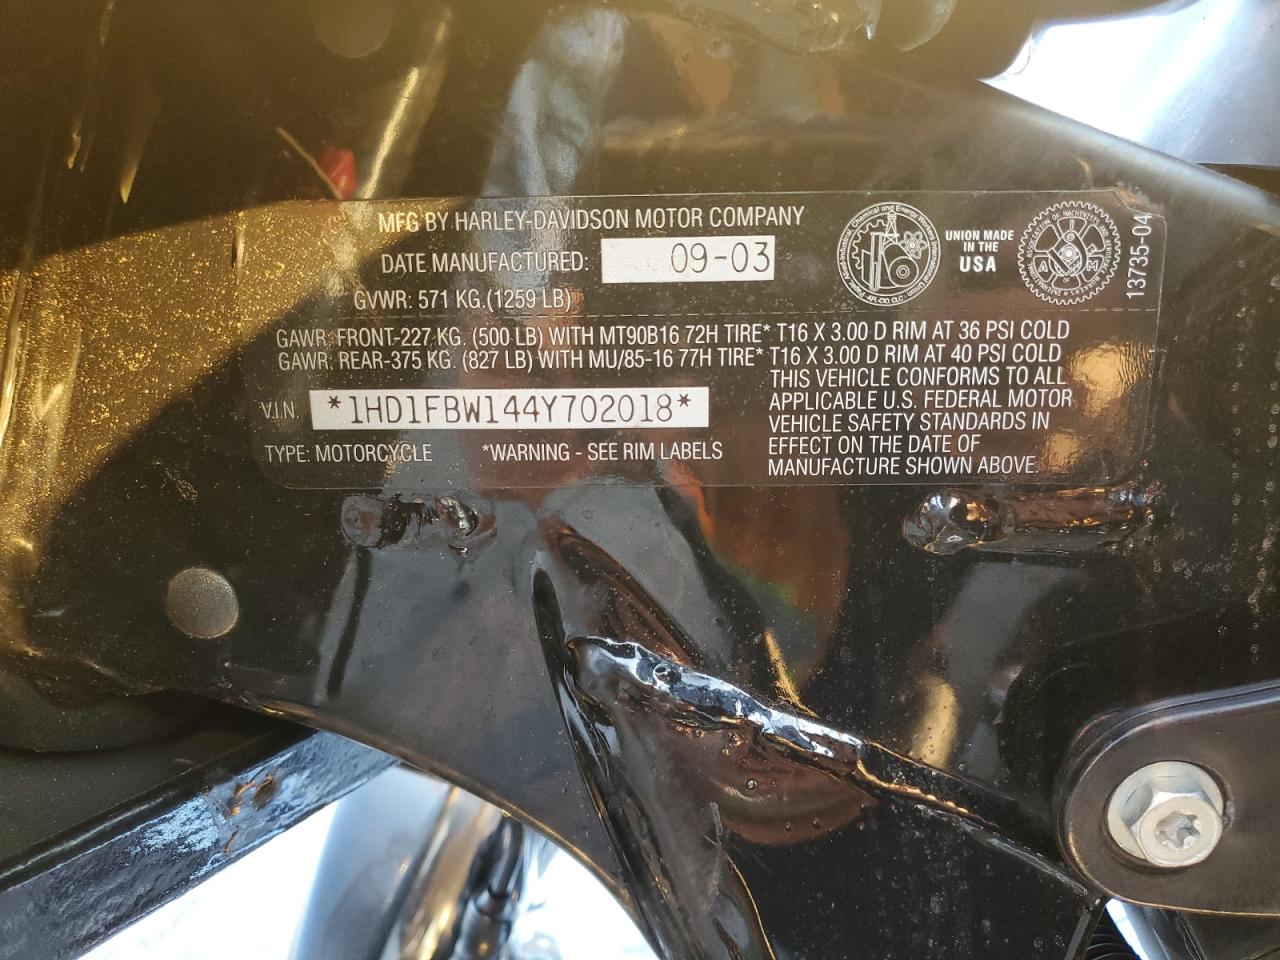 MFG BY HARLEY-DAVIDSON MOTOR COMPANY
DATE MANUFACTURED: 09-03
GVWR: 571 KG.(1259 LB)
UNION MADE
IN THE
USA
13735-04
GAWR: FRONT-227 KG. (500 LB) WITH MT90B16 72H TIRE* T16 X 3.00 D RIM AT 36 PSI COLD
GAWR: REAR-375 KG. (827 LB) WITH MU/85-16 77H TIRE* T16 X 3.00 D RIM AT 40 PSI COLD
V.I.N. *1HD1FBW144Y702018*
TYPE: MOTORCYCLE *WARNING - SEE RIM LABELS
THIS VEHICLE CONFORMS TO ALL
APPLICABLE U.S. FEDERAL MOTOR
VEHICLE SAFETY STANDARDS IN
EFFECT ON THE DATE OF
MANUFACTURE SHOWN ABOVE.